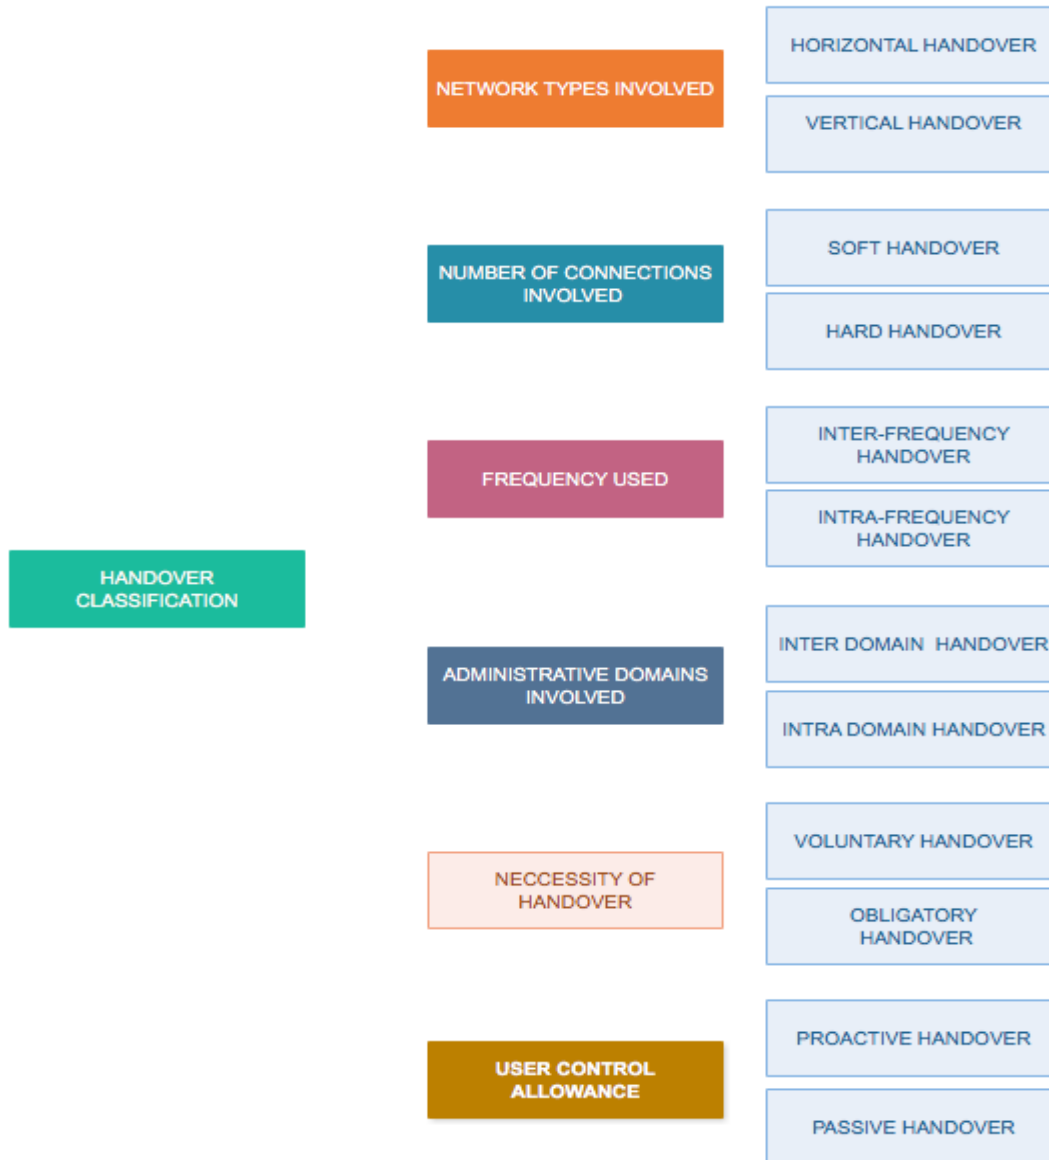 HANDOVER
CLASSIFICATION
NETWORK TYPES INVOLVED
HORIZONTAL HANDOVER
VERTICAL HANDOVER
NUMBER OF CONNECTIONS
INVOLVED
SOFT HANDOVER
HARD HANDOVER
FREQUENCY USED
INTER-FREQUENCY
HANDOVER
INTRA-FREQUENCY
HANDOVER
ADMINISTRATIVE DOMAINS
INVOLVED
INTER DOMAIN HANDOVER
INTRA DOMAIN HANDOVER
NECCESSITY OF
HANDOVER
VOLUNTARY HANDOVER
OBLIGATORY
HANDOVER
USER CONTROL
ALLOWANCE
PROACTIVE HANDOVER
PASSIVE HANDOVER